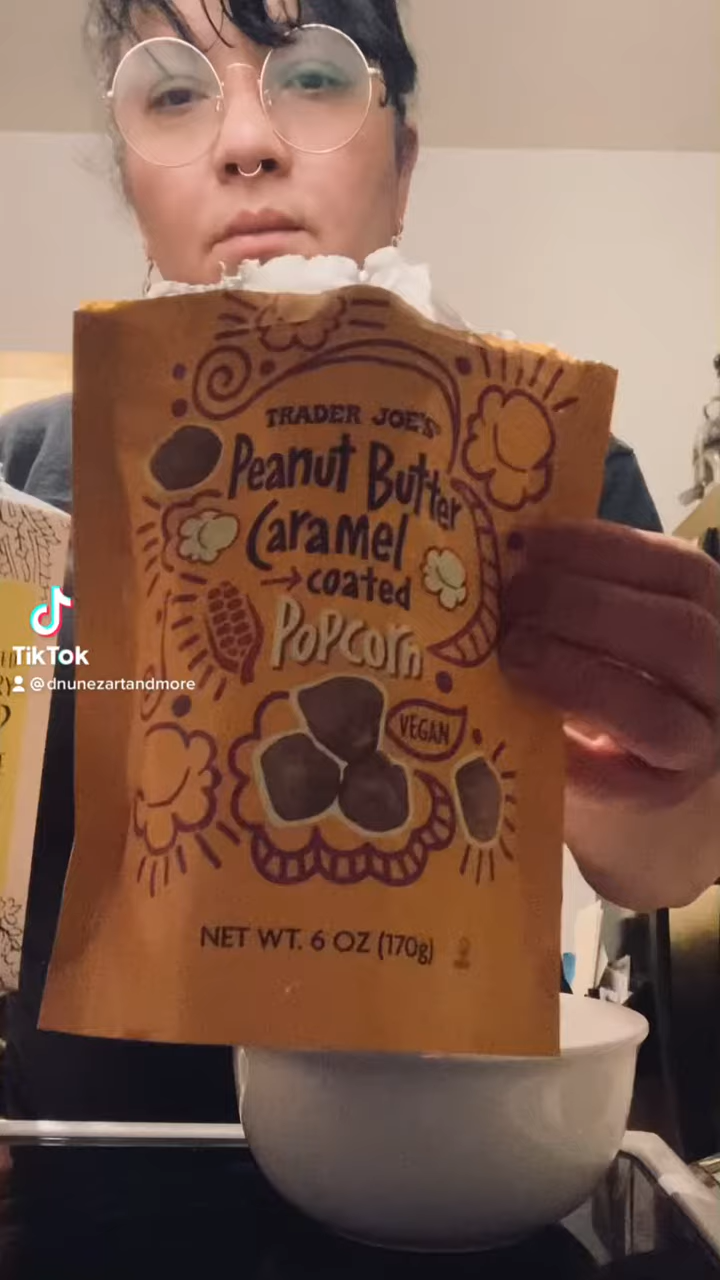 TRADER JOE'S
Peanut Butter
Caramel
coated
Popcorn
VEGAN
NET WT. 6 OZ (170g)
TikTok
@dnunezartandmore